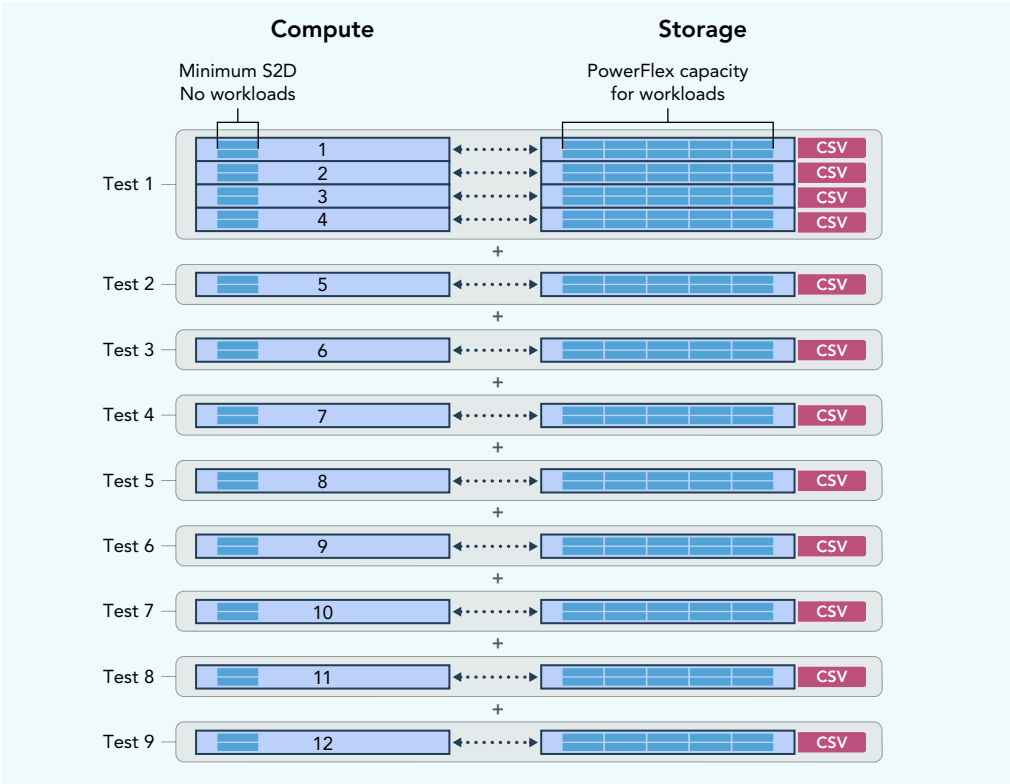 Compute
Storage
Minimum S2D
No workloads
PowerFlex capacity
for workloads
Test 1
1
CSV
2
CSV
3
CSV
4
CSV
+
Test 2
5
CSV
+
Test 3
6
CSV
+
Test 4
7
CSV
+
Test 5
8
CSV
+
Test 6
9
CSV
+
Test 7
10
CSV
+
Test 8
11
CSV
+
Test 9
12
CSV